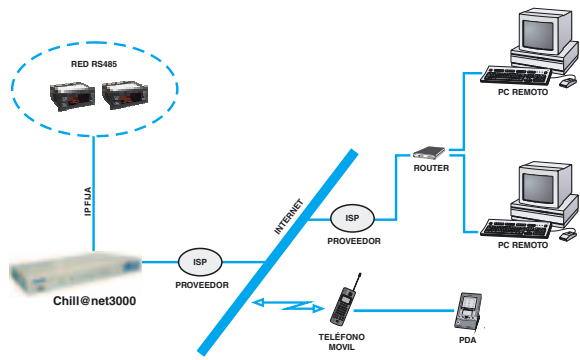 RED RS485
PC REMOTO
ROUTER
IP FIJA
INTERNET
ISP
PROVEEDOR
PC REMOTO
ISP
PROVEEDOR
Chill@net3000
TELÉFONO
MOVIL
PDA